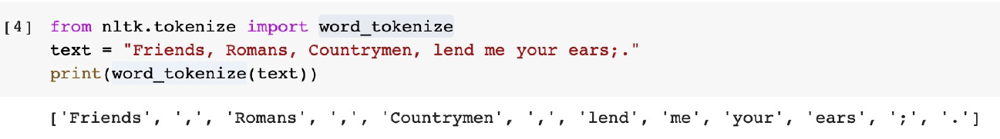 [4] from nltk.tokenize import word_tokenize
text = "Friends, Romans, Countrymen, lend me your ears;."
print(word_tokenize(text))
['Friends', ',', 'Romans', ',', 'Countrymen', ',', 'lend', 'me', 'your', 'ears', ';', '.']